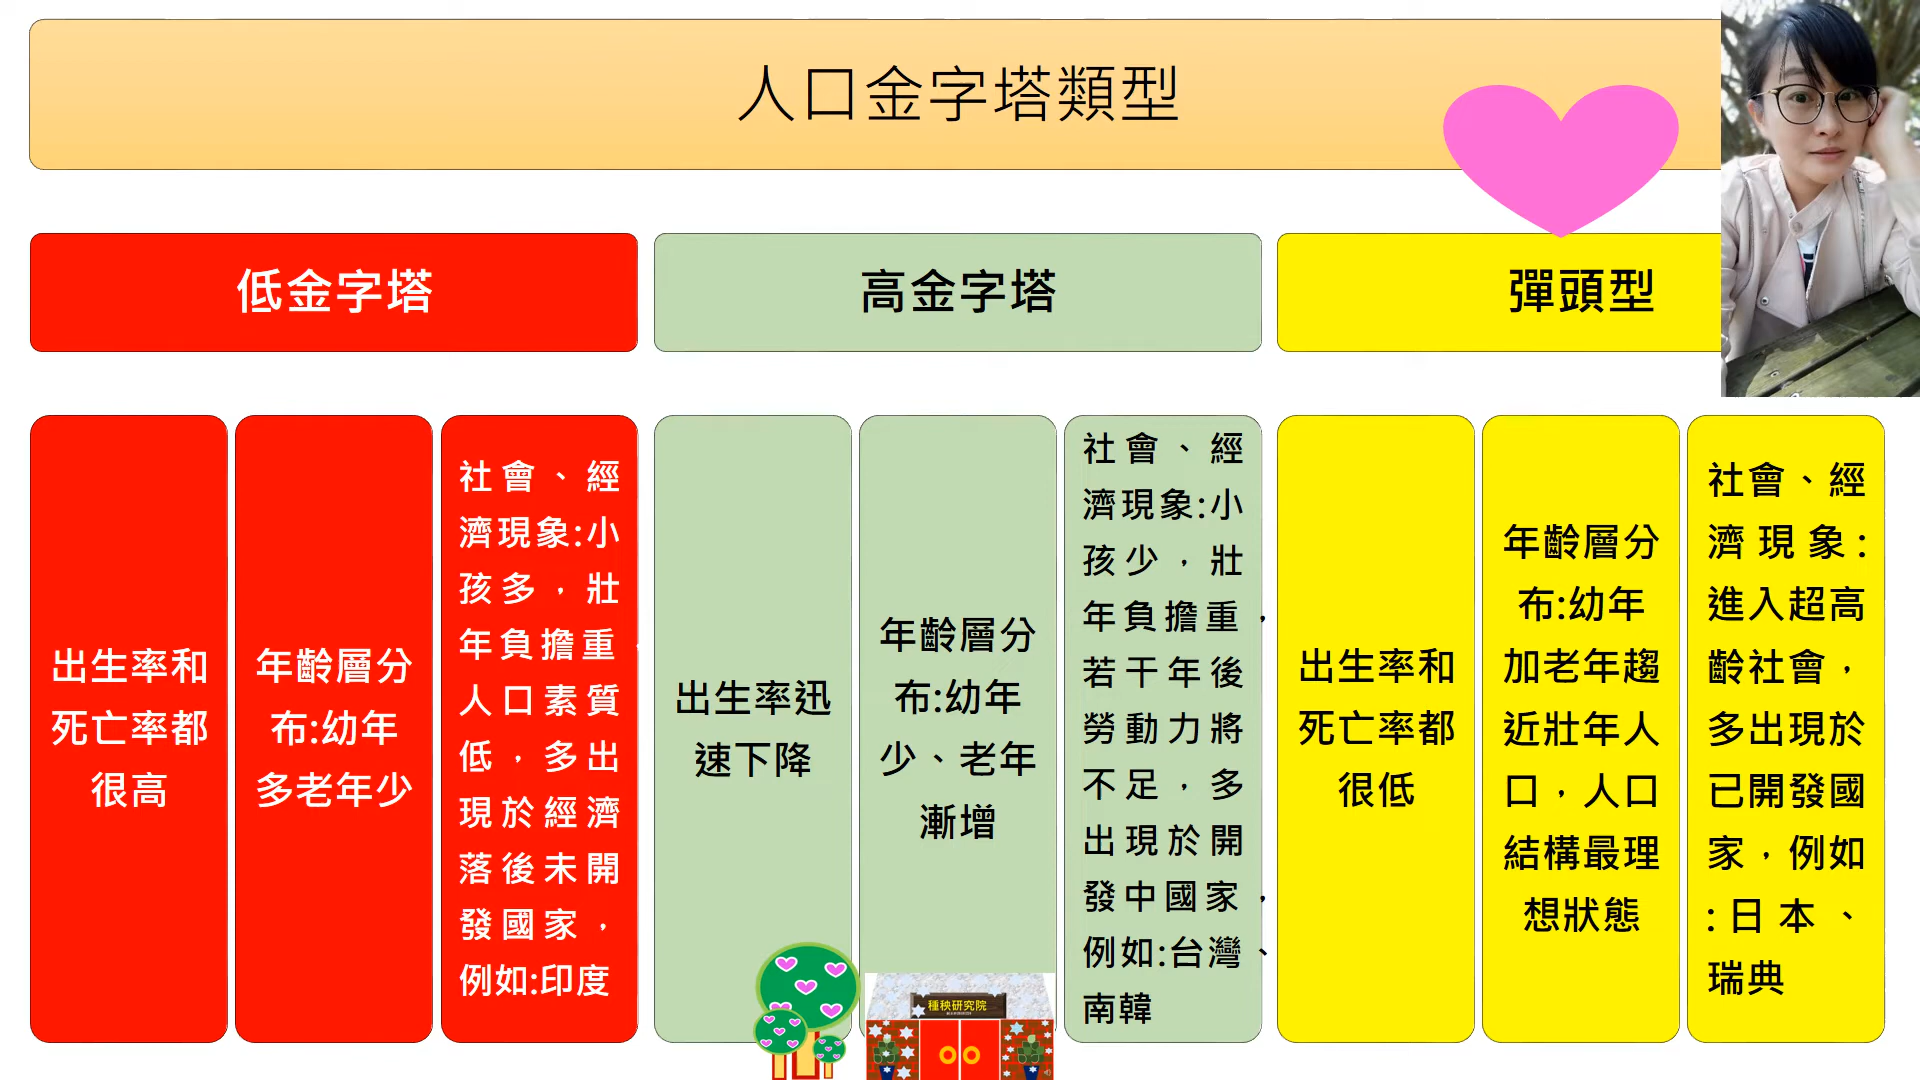 人口金字塔類型
低金字塔
高金字塔
彈頭型
出生率和
死亡率都
很高
年齡層分
布:幼年
多老年少
社會、經
濟現象:小
孩多，壯
年負擔重，
人口素質
低，多出
現於經濟
落後未開
發國家，
例如:印度
出生率迅
速下降
年齡層分
布:幼年
少、老年
漸增
社會、經
濟現象:小
孩少，壯
年負擔重，
若干年後
勞動力將
不足，多
出現於開
發中國家，
例如:台灣、
南韓
出生率和
死亡率都
很低
年齡層分
布:幼年
加老年趨
近壯年人
口，人口
結構最理
想狀態
社會、經
濟現象:
進入超高
齡社會，
多出現於
已開發國
家，例如
:日本、
瑞典
種秧研究院